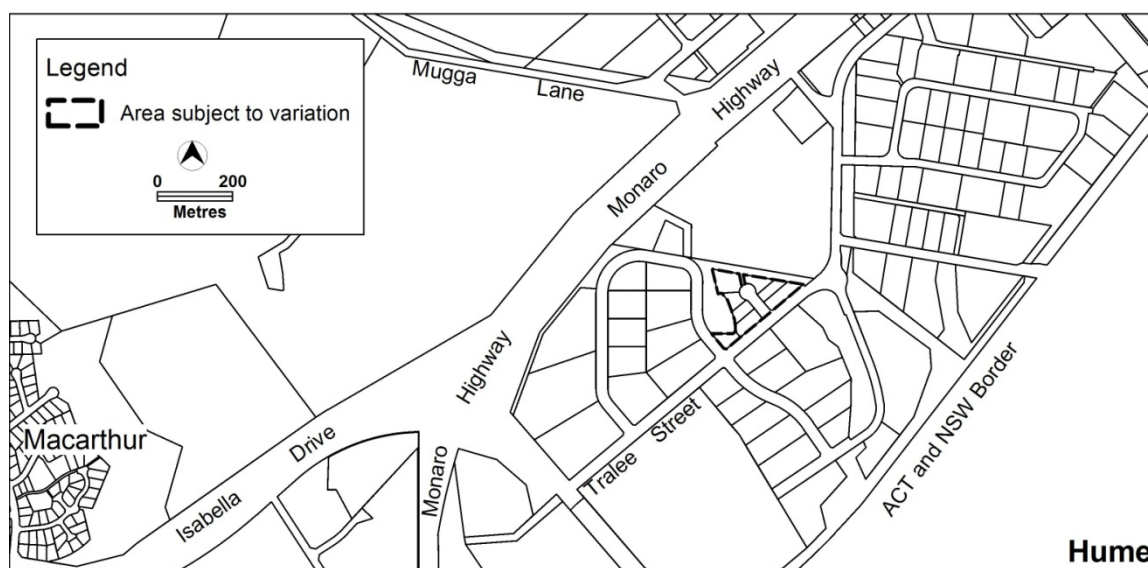 Legend
Area subject to variation
0 200
Metres
Mugga Lane
Monaro Highway
Highway
Macarthur
Isabella Drive
Monaro
Tralee Street
ACT and NSW Border
Hume